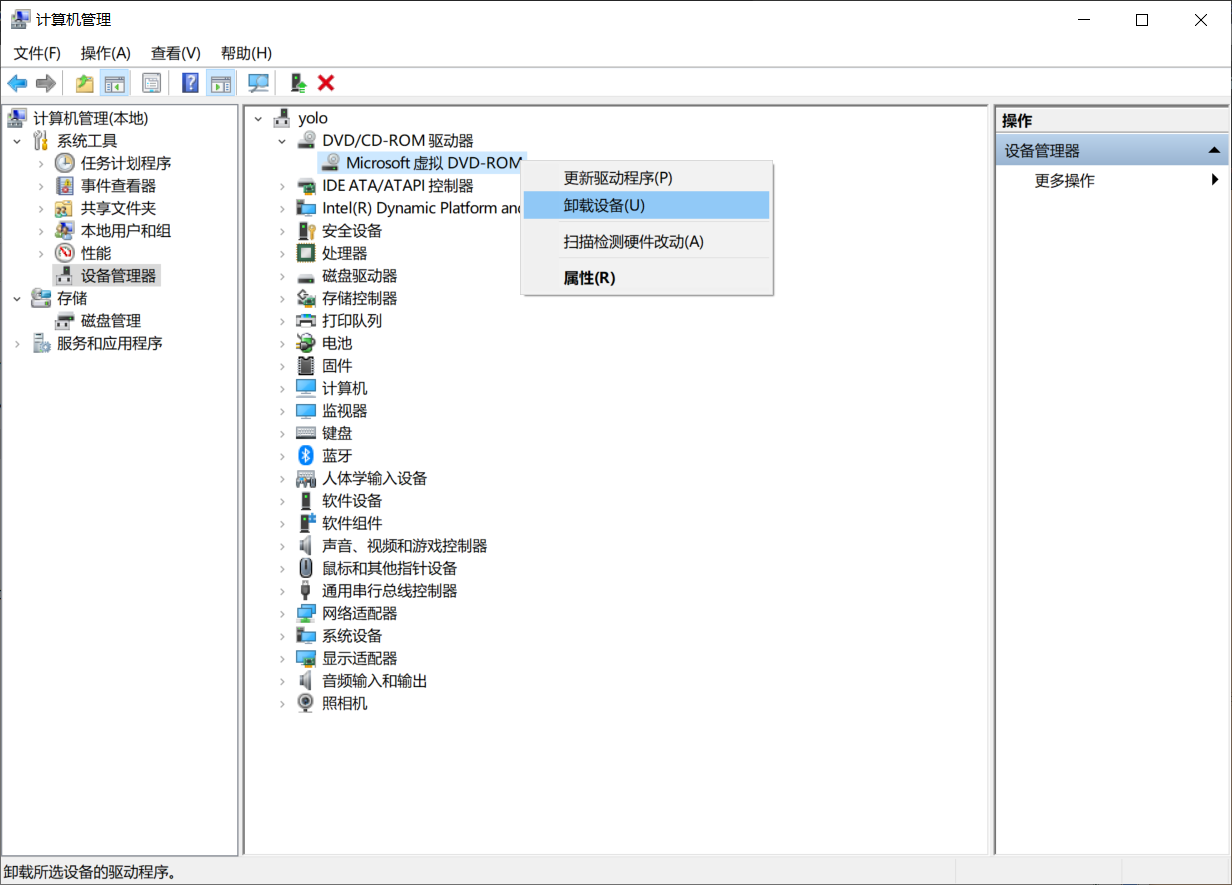 计算机管理
文件(F) 操作(A) 查看(V) 帮助(H)
计算机管理(本地)
系统工具
任务计划程序
事件查看器
共享文件夹
本地用户和组
性能
设备管理器
存储
磁盘管理
服务和应用程序
yolo
DVD/CD-ROM 驱动器
Microsoft 虚拟 DVD-ROM
IDE ATA/ATAPI 控制器
Intel(R) Dynamic Platform and
安全设备
处理器
磁盘驱动器
存储控制器
打印队列
电池
固件
计算机
监视器
键盘
蓝牙
人体学输入设备
软件设备
软件组件
声音、视频和游戏控制器
鼠标和其他指针设备
通用串行总线控制器
网络适配器
系统设备
显示适配器
音频输入和输出
照相机
更新驱动程序(P)
卸载设备(U)
扫描检测硬件改动(A)
属性(R)
操作
设备管理器
更多操作
卸载所选设备的驱动程序。